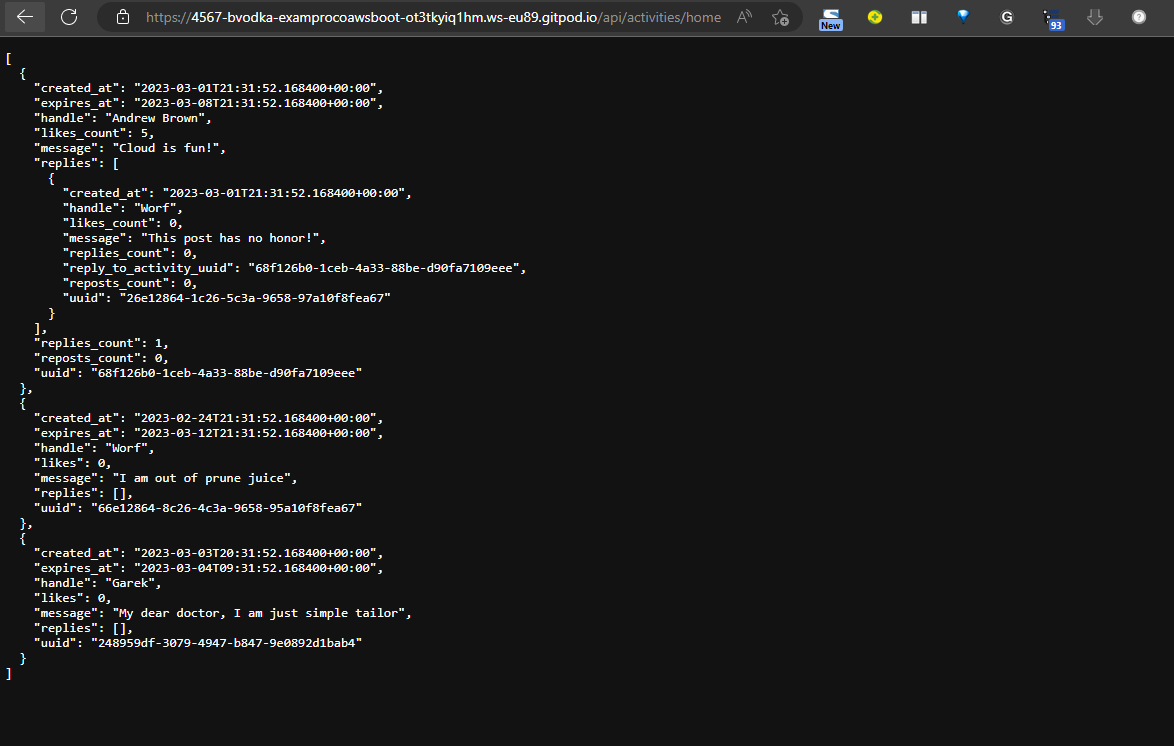 https://4567-bvodka-examprocoawsboot-ot3tkyiq1hm.ws-eu89.gitpod.io/api/activities/home
New
G
93
[
  {
    "created_at": "2023-03-01T21:31:52.168400+00:00",
    "expires_at": "2023-03-08T21:31:52.168400+00:00",
    "handle": "Andrew Brown",
    "likes_count": 5,
    "message": "Cloud is fun!",
    "replies": [
      {
        "created_at": "2023-03-01T21:31:52.168400+00:00",
        "handle": "Worf",
        "likes_count": 0,
        "message": "This post has no honor!",
        "replies_count": 0,
        "reply_to_activity_uuid": "68f126b0-1ceb-4a33-88be-d90fa7109eee",
        "reposts_count": 0,
        "uuid": "26e12864-1c26-5c3a-9658-97a10f8fea67"
      }
    ],
    "replies_count": 1,
    "reposts_count": 0,
    "uuid": "68f126b0-1ceb-4a33-88be-d90fa7109eee"
  },
  {
    "created_at": "2023-02-24T21:31:52.168400+00:00",
    "expires_at": "2023-03-12T21:31:52.168400+00:00",
    "handle": "Worf",
    "likes": 0,
    "message": "I am out of prune juice",
    "replies": [],
    "uuid": "66e12864-8c26-4c3a-9658-95a10f8fea67"
  },
  {
    "created_at": "2023-03-03T20:31:52.168400+00:00",
    "expires_at": "2023-03-04T09:31:52.168400+00:00",
    "handle": "Garek",
    "likes": 0,
    "message": "My dear doctor, I am just simple tailor",
    "replies": [],
    "uuid": "248959df-3079-4947-b847-9e0892d1bab4"
  }
]